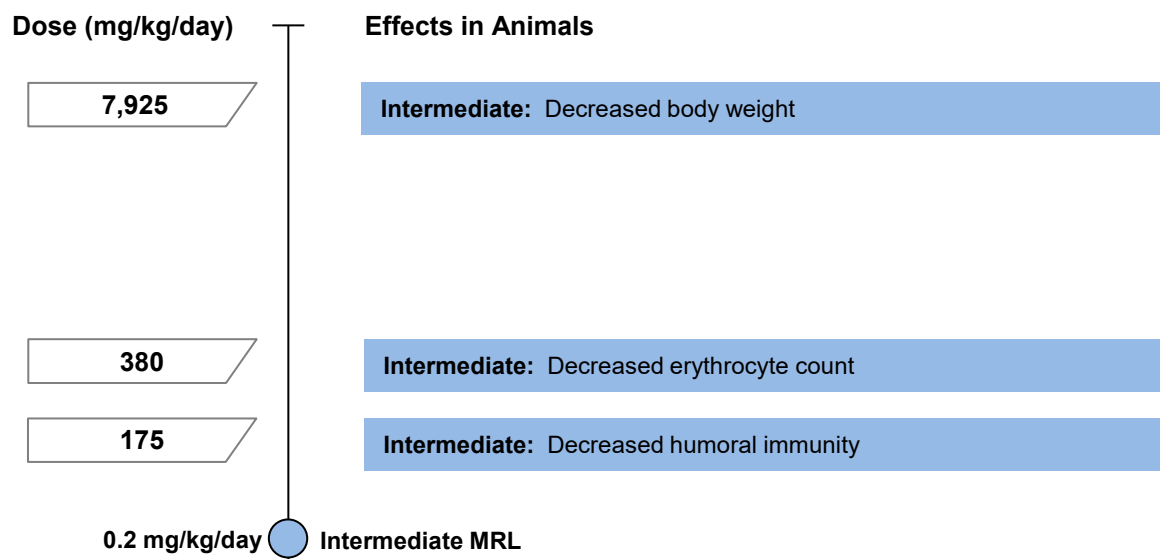 Dose (mg/kg/day) Effects in Animals
7,925 Intermediate: Decreased body weight
380 Intermediate: Decreased erythrocyte count
175 Intermediate: Decreased humoral immunity
0.2 mg/kg/day Intermediate MRL